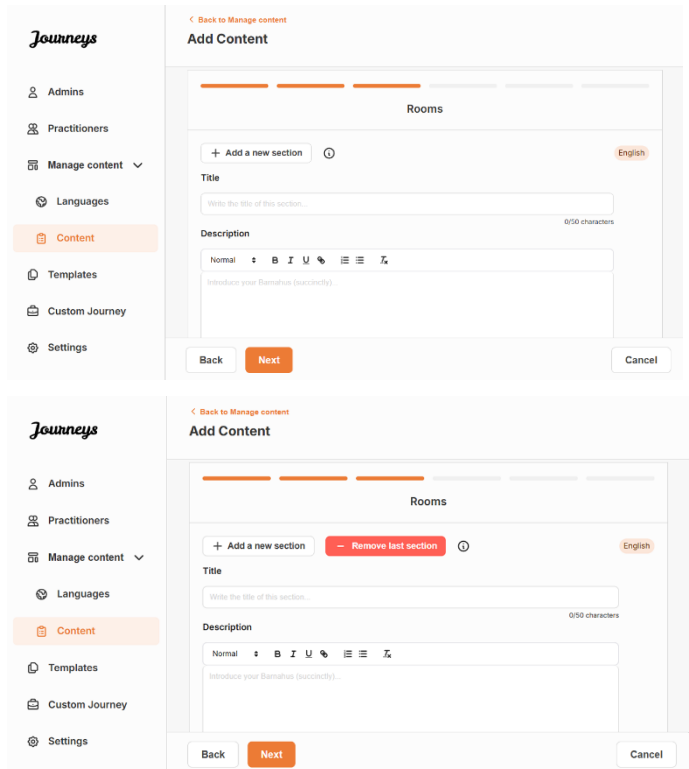 Journeys
Admins
Practitioners
Manage content
Languages
Content
Templates
Custom Journey
Settings
Back to Manage content
Add Content
Rooms
+ Add a new section
English
Title
Write the title of this section...
0/50 characters
Description
Normal B I U
Introduce your Barnahus (succinctly)...
Back Next Cancel
Journeys
Admins
Practitioners
Manage content
Languages
Content
Templates
Custom Journey
Settings
Back to Manage content
Add Content
Rooms
+ Add a new section − Remove last section
English
Title
Write the title of this section...
0/50 characters
Description
Normal B I U
Introduce your Barnahus (succinctly)...
Back Next Cancel